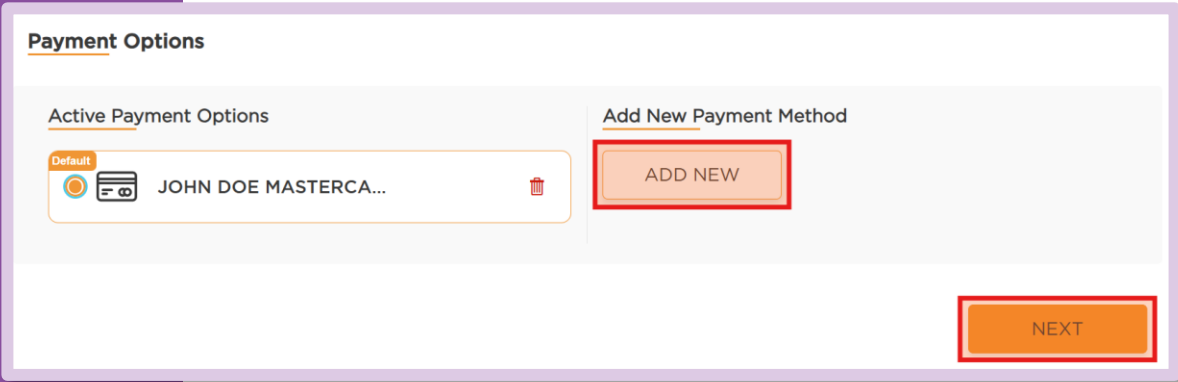 Payment Options
Active Payment Options
Default
JOHN DOE MASTERCA...
Add New Payment Method
ADD NEW
NEXT